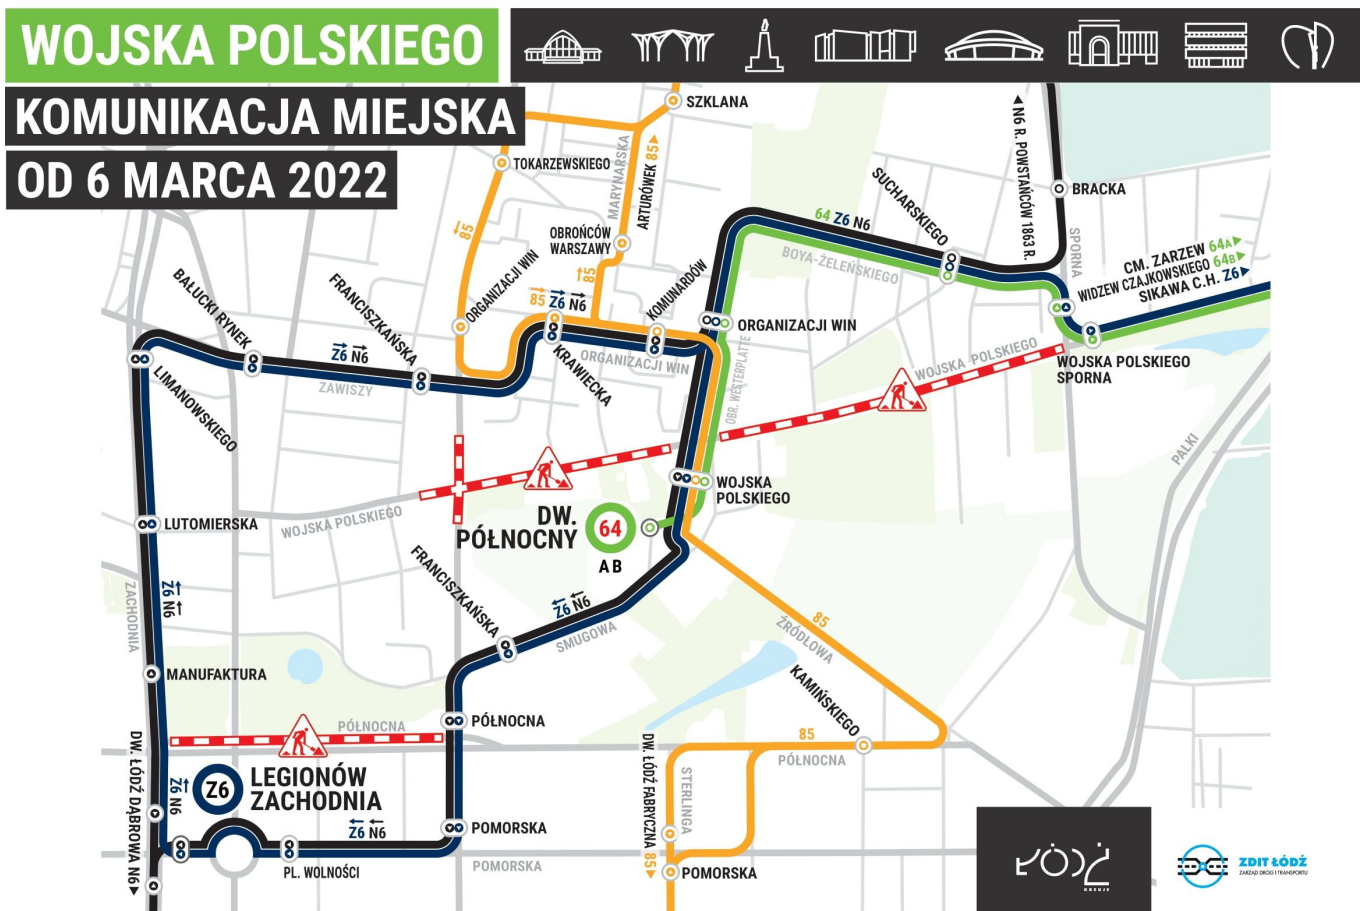 WOJSKA POLSKIEGO
KOMUNIKACJA MIEJSKA
OD 6 MARCA 2022
SZKLANA
TOKARZEWSKIEGO
MARYNARSKA
ARTURÓWEK 85
N6 R. POWSTAŃCÓW 1863 R.
BRACKA
SUCHARSKIEGO
64 Z6 N6
85
OBROŃCÓW
WARSZAWY
BOYA-ŻELEŃSKIEGO
SPORNA
CM. ZARZEW 64A
WIDZEW CZAJKOWSKIEGO 64B
SIKAWA C.H. Z6
BAŁUCKI RYNEK
FRANCISZKAŃSKA
ORGANIZACJI WIN
85
85 Z6 N6
KOMUNARDÓW
ORGANIZACJI WIN
Z6 N6
ZAWISZY
LIMANOWSKIEGO
KRAWIECKA
ORGANIZACJI WIN
OBR. WESTERPLATTE
WOJSKA POLSKIEGO
WOJSKA POLSKIEGO
SPORNA
PALKI
WOJSKA
POLSKIEGO
LUTOMIERSKA
WOJSKA POLSKIEGO
DW.
PÓŁNOCNY
64
A B
FRANCISZKAŃSKA
ZACHODNIA
Z6
N6
Z6 N6
SMUGOWA
85
ŹRÓDŁOWA
MANUFAKTURA
KAMIŃSKIEGO
PÓŁNOCNA
PÓŁNOCNA
85
PÓŁNOCNA
DW. ŁÓDŹ DĄBROWA N6
Z6
N6
Z6
LEGIONÓW
ZACHODNIA
DW. ŁÓDŹ FABRYCZNA 85
STERLINGA
Z6 N6
POMORSKA
PL. WOLNOŚCI
POMORSKA
POMORSKA
ŁÓDŹ
KREUJE
ZDIT ŁÓDŹ
ZARZĄD DRÓG I TRANSPORTU